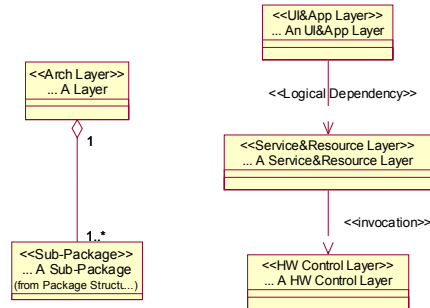 <<Arch Layer>>
... A Layer
1
1..*
<<Sub-Package>>
... A Sub-Package
(from Package Structu...)
<<UI&App Layer>>
... An UI&App Layer
<<Logical Dependency>>
<<Service&Resource Layer>>
... A Service&Resource Layer
<<invocation>>
<<HW Control Layer>>
... A HW Control Layer